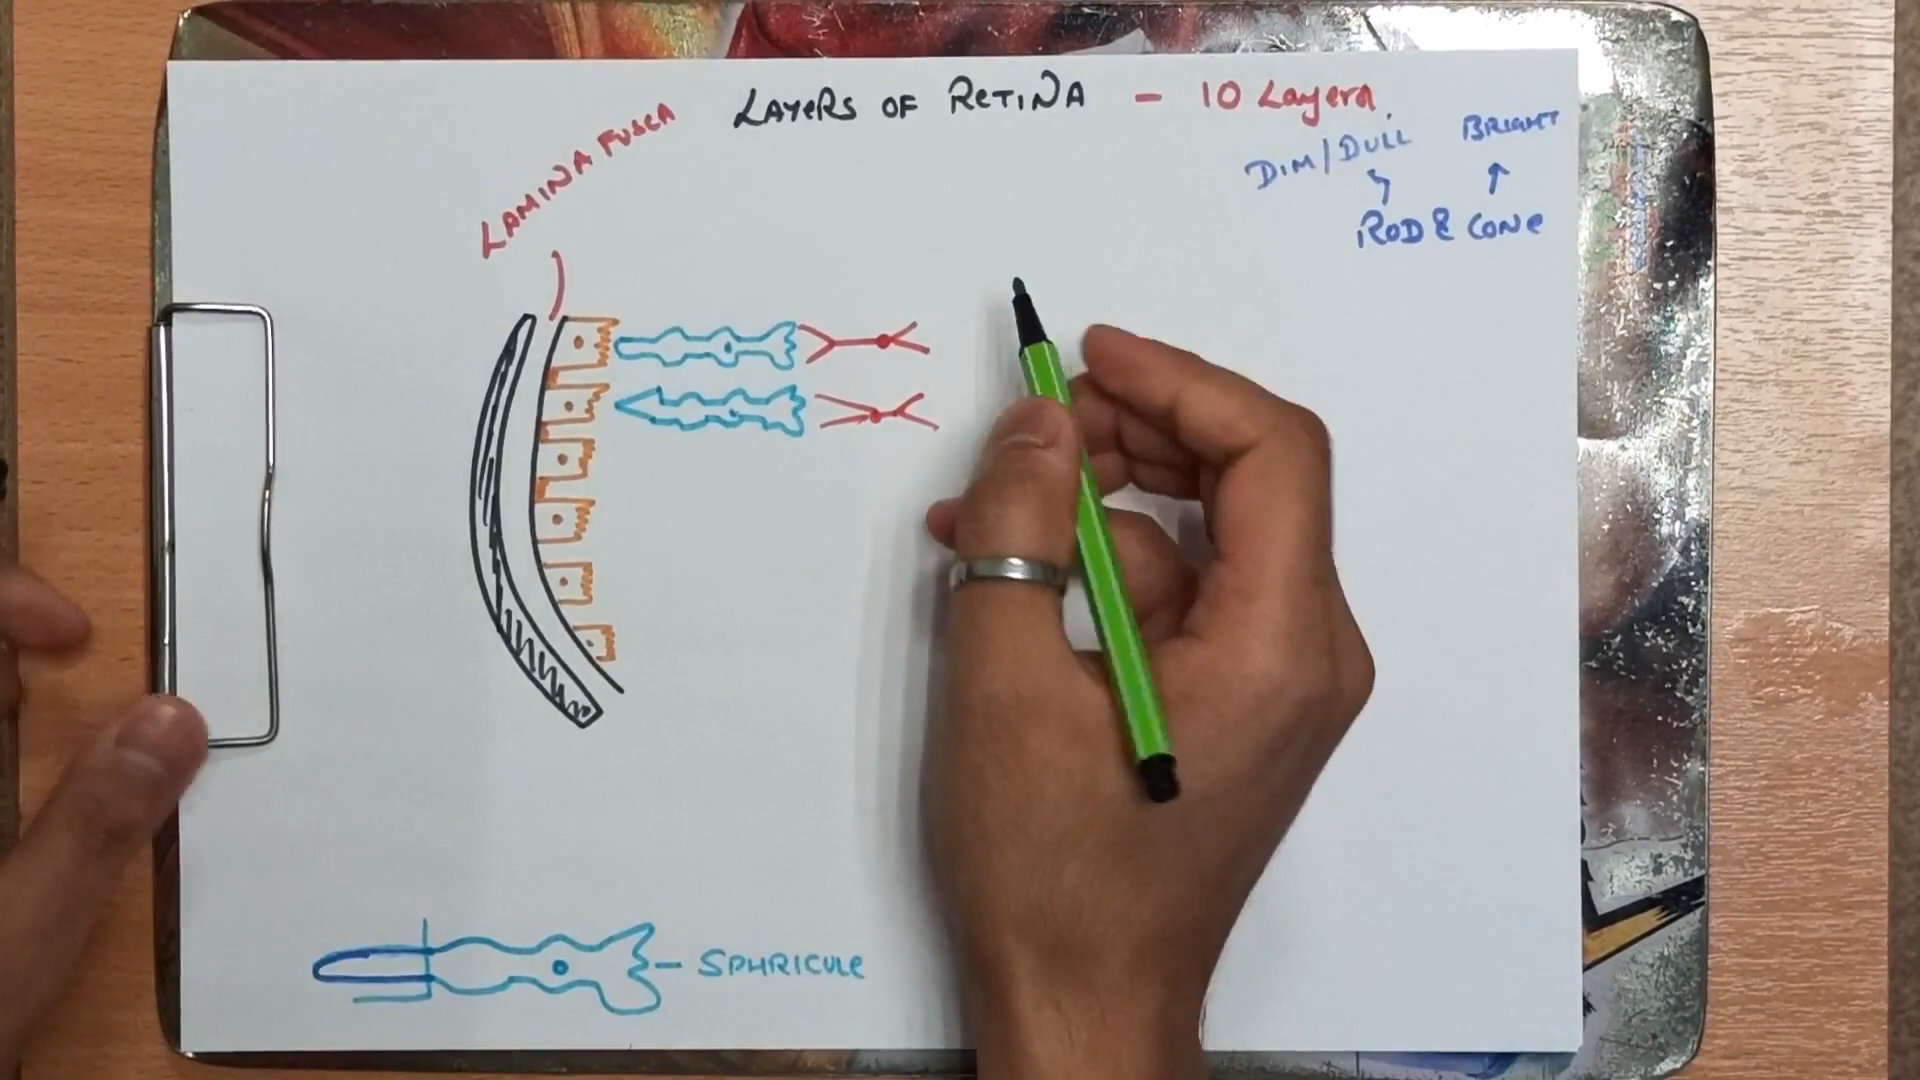 LAYERS OF RETINA - 10 Layers
LAMINA FUSCA
DIM/DULL BRIGHT
ROD & CONE
- SPHRICULE